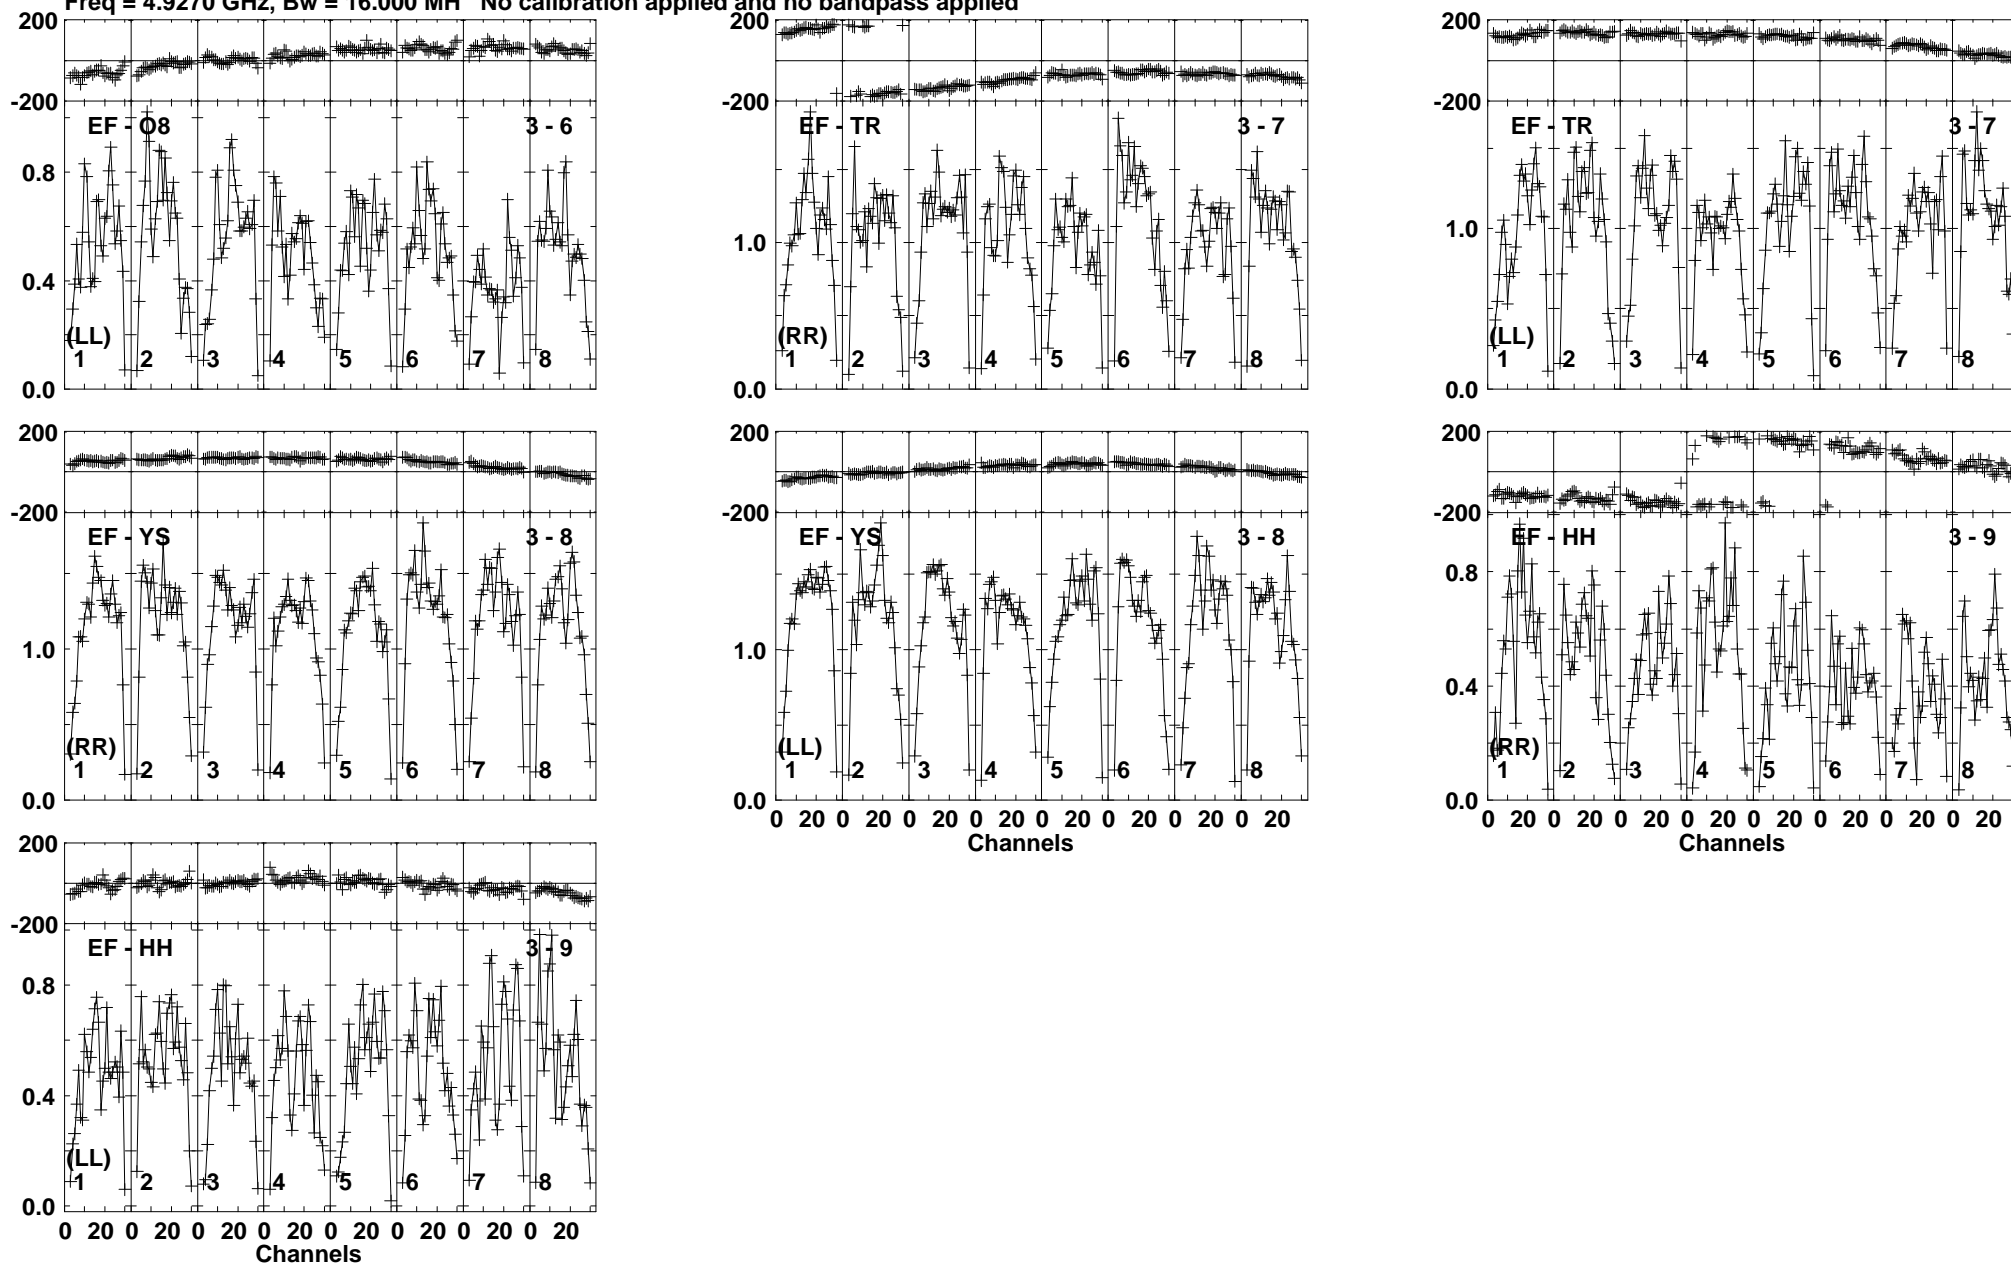 Freq = 4.9270 GHz, Bw = 16.000 MH No calibration applied and no bandpass applied
200
-200
EF - O8 3 - 6
0.8
0.4
(LL)
1 2 3 4 5 6 7 8
0.0
200
-200
EF - TR 3 - 7
1.0
(RR)
1 2 3 4 5 6 7 8
0.0
200
-200
EF - TR 3 - 7
1.0
(LL)
1 2 3 4 5 6 7 8
0.0
200
-200
EF - YS 3 - 8
1.0
(RR)
1 2 3 4 5 6 7 8
0.0
200
-200
EF - YS 3 - 8
1.0
(LL)
1 2 3 4 5 6 7 8
0.0
0 20 0 20 0 20 0 20 0 20 0 20 0 20 0 20
Channels
200
-200
EF - HH 3 - 9
0.8
0.4
(RR)
1 2 3 4 5 6 7 8
0.0
0 20 0 20 0 20 0 20 0 20 0 20 0 20 0 20
Channels
200
-200
EF - HH 3 - 9
0.8
0.4
(LL)
1 2 3 4 5 6 7 8
0.0
0 20 0 20 0 20 0 20 0 20 0 20 0 20 0 20
Channels